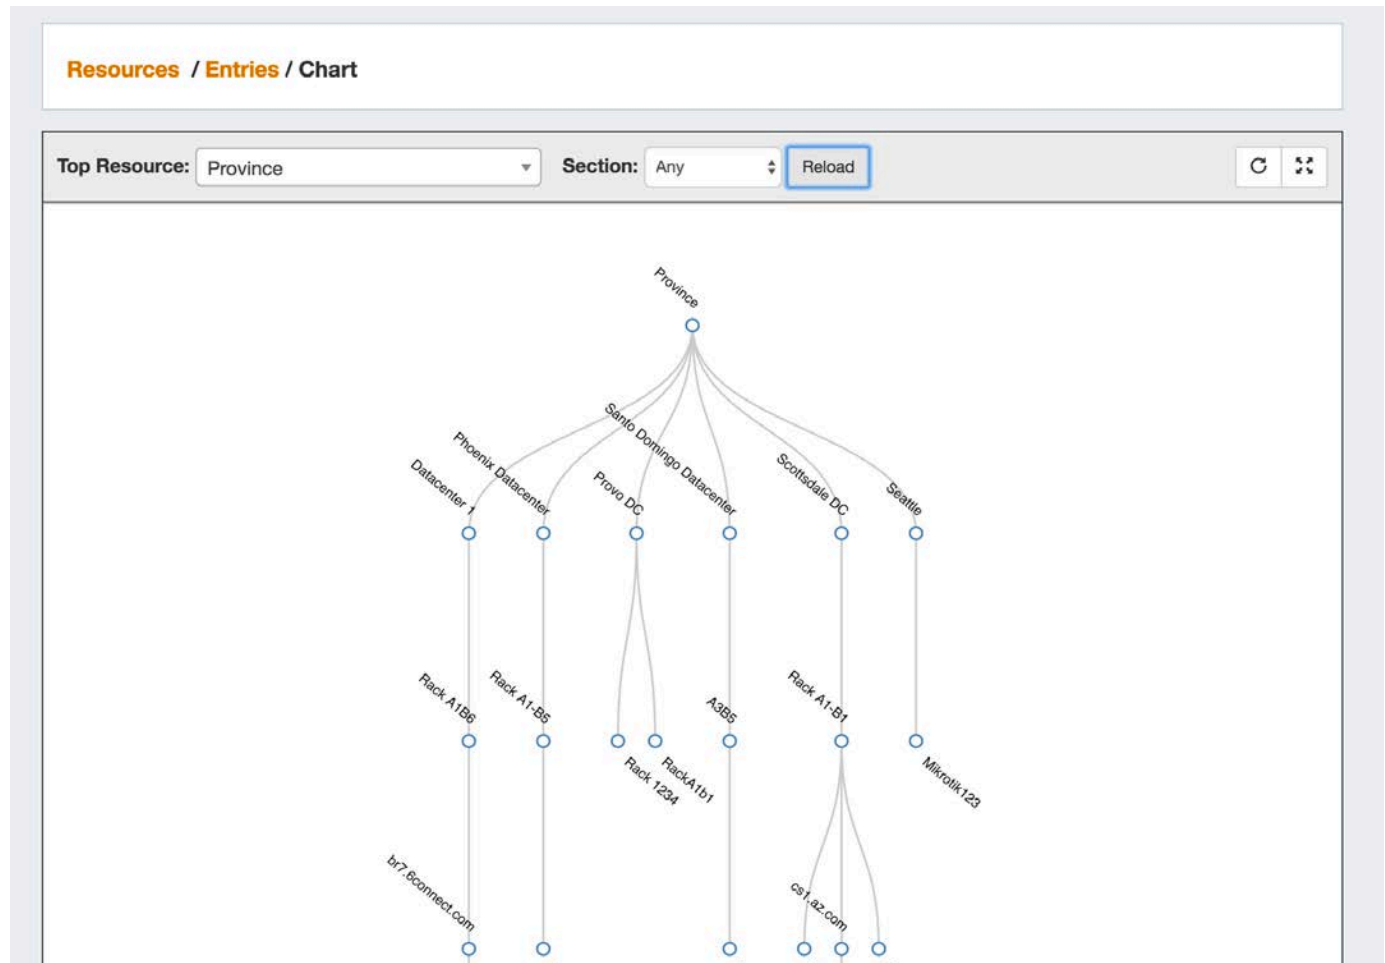 Resources / Entries / Chart
Top Resource: Province Section: Any Reload
Province
Santo Domingo Datacenter
Phoenix Datacenter
Datacenter 1
Provo DC
Scottsdale DC
Seattle
Rack A1B6
Rack A1-B5
A3B5
Rack A1-B1
Rack 1234
RackA1b1
Mikrotik123
br7.6connect.com
cs1.az.com